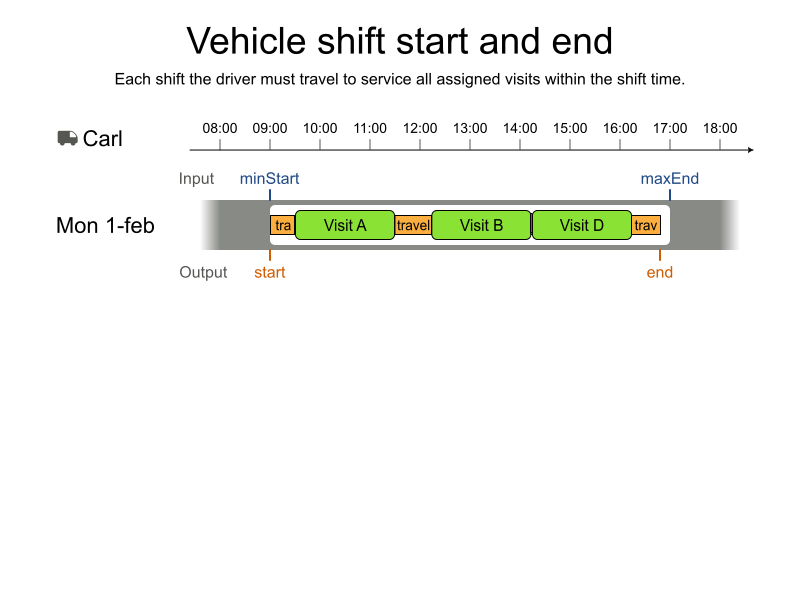 Vehicle shift start and end
Each shift the driver must travel to service all assigned visits within the shift time.
Carl
08:00 09:00 10:00 11:00 12:00 13:00 14:00 15:00 16:00 17:00 18:00
Input minStart maxEnd
Mon 1-feb tra Visit A travel Visit B Visit D trav
Output start end